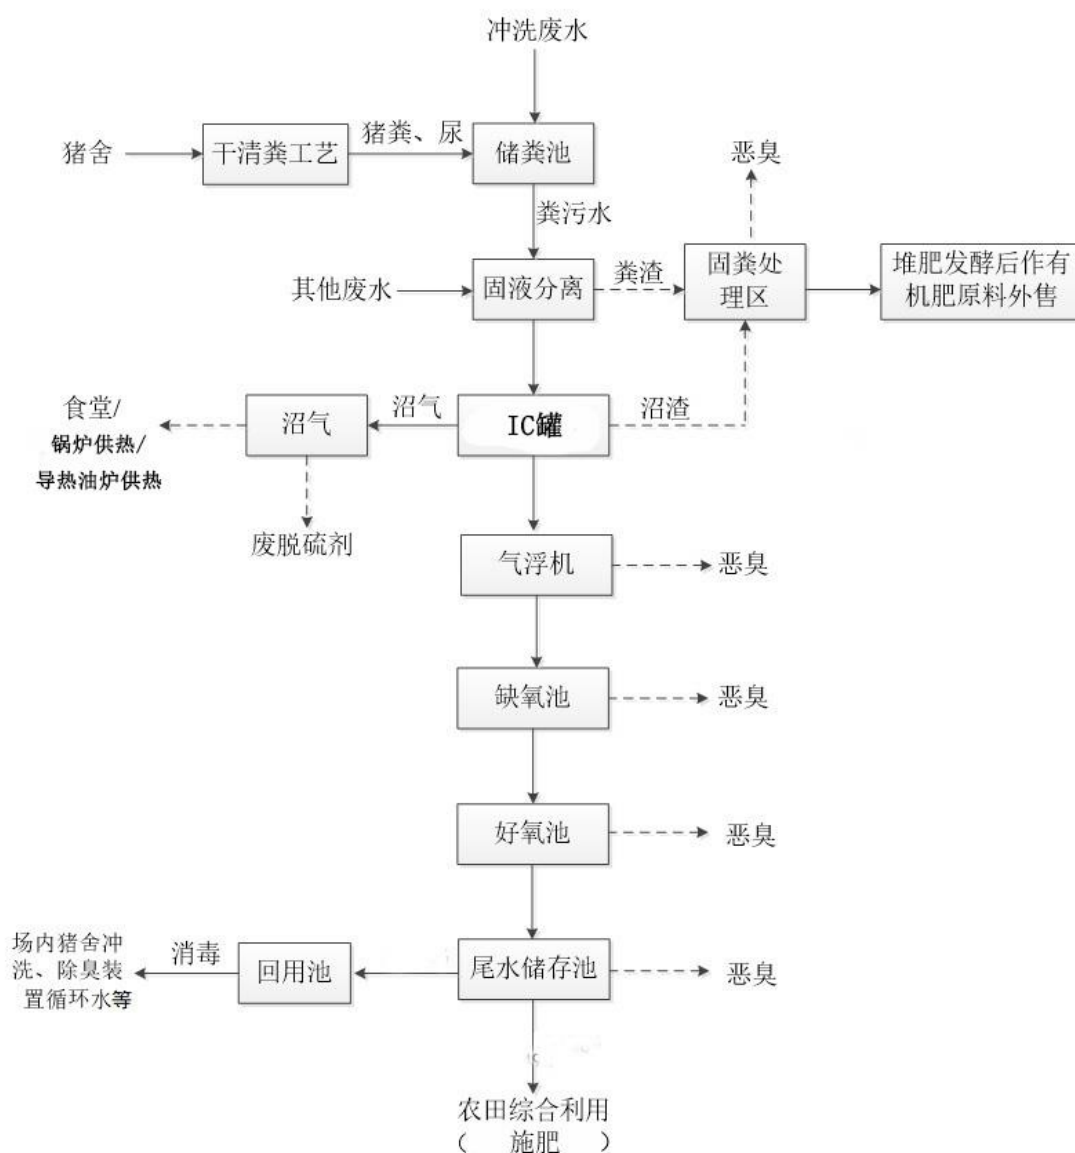 冲洗废水
猪舍
干清粪工艺
猪粪、尿
储粪池
恶臭
粪污水
其他废水
固液分离
粪渣
固粪处
理区
堆肥发酵后作有
机肥原料外售
食堂/
锅炉供热/
导热油炉供热
沼气
沼气
IC罐
沼渣
废脱硫剂
气浮机
恶臭
缺氧池
恶臭
好氧池
恶臭
场内猪舍冲
洗、除臭装
置循环水等
消毒
回用池
尾水储存池
恶臭
农田综合利用
(施肥)